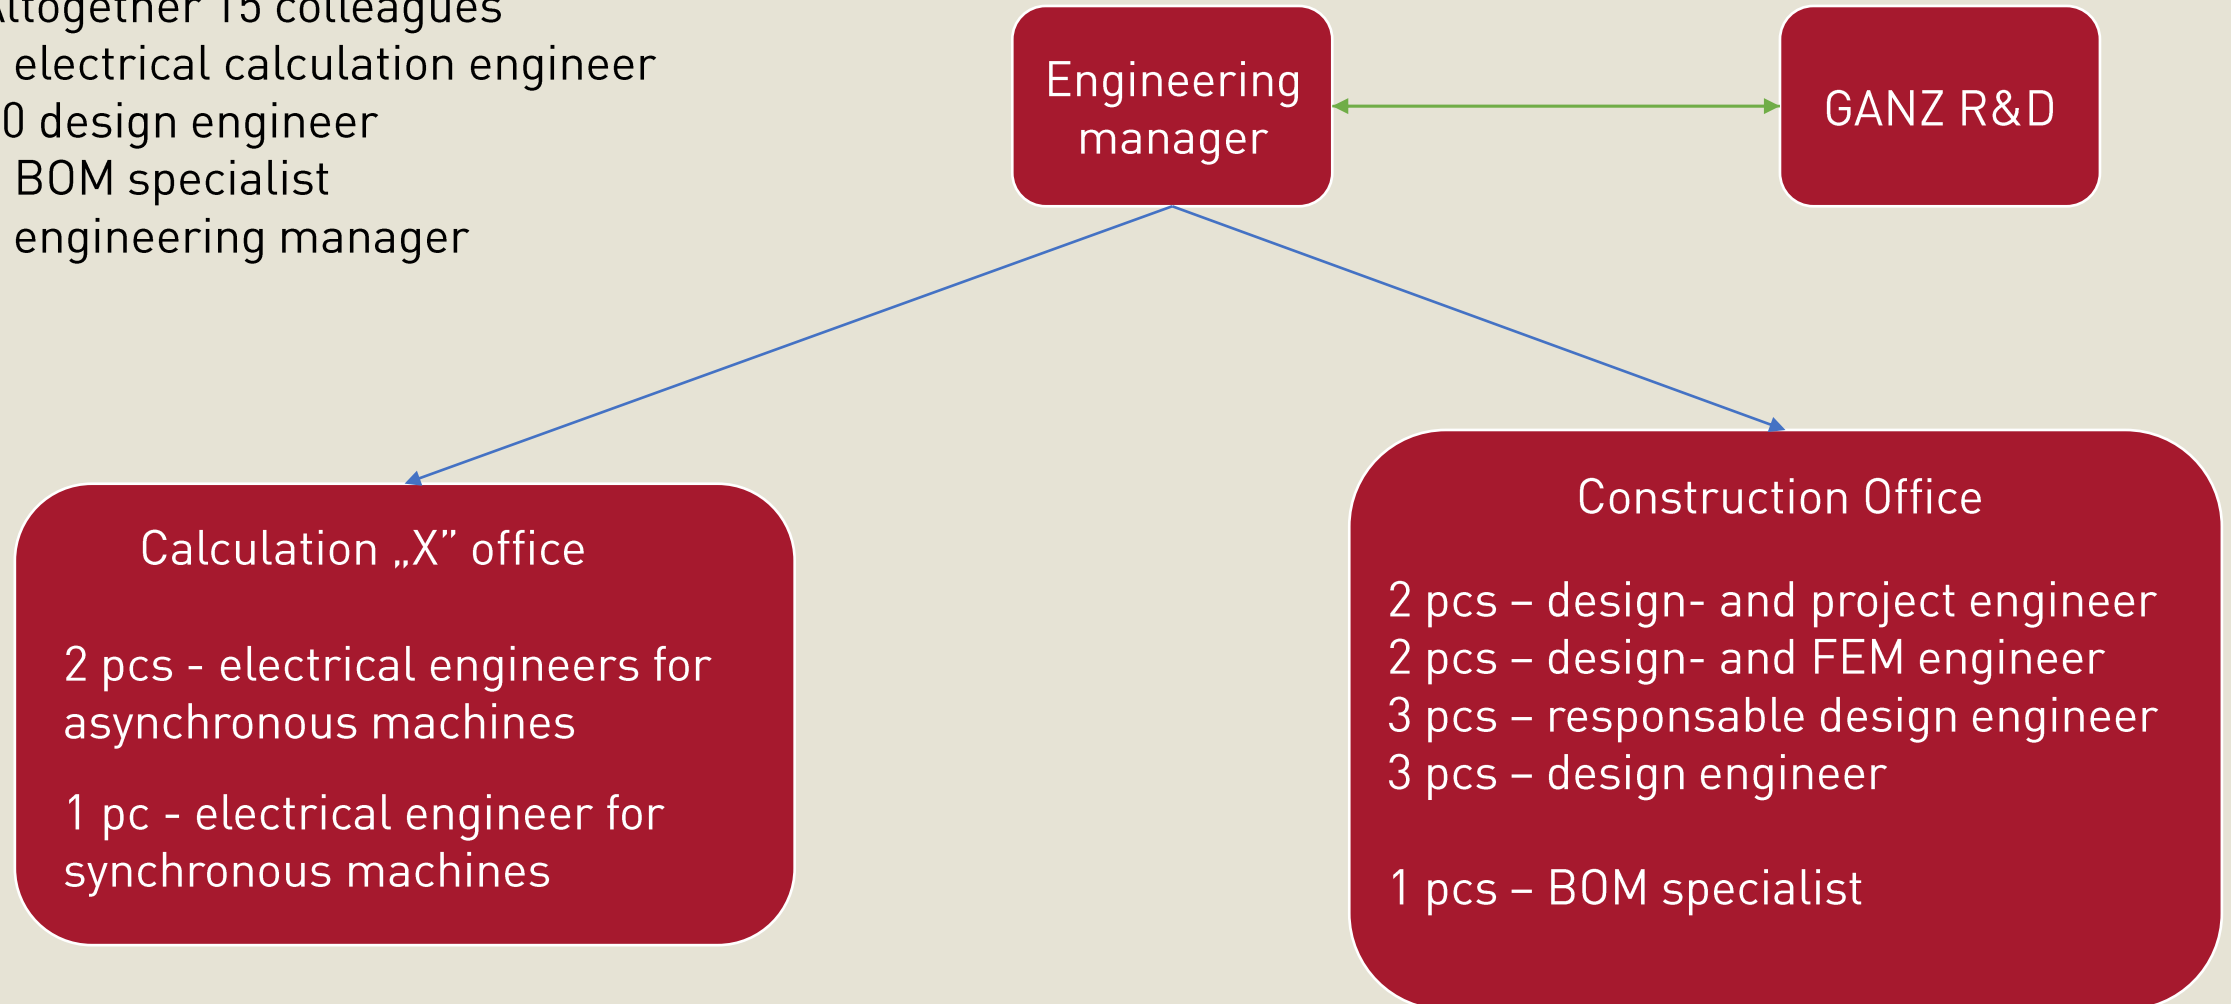 Altogether 15 colleagues
electrical calculation engineer
0 design engineer
BOM specialist
engineering manager
Engineering
manager
GANZ R&D
Calculation „X” office
2 pcs - electrical engineers for
asynchronous machines
1 pc - electrical engineer for
synchronous machines
Construction Office
2 pcs – design- and project engineer
2 pcs – design- and FEM engineer
3 pcs – responsable design engineer
3 pcs – design engineer
1 pcs – BOM specialist